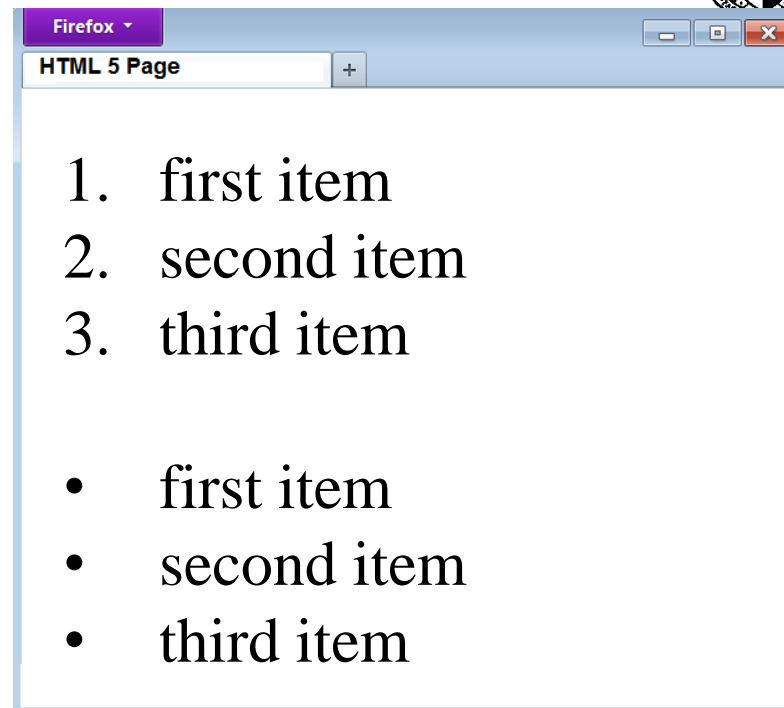 Firefox
HTML 5 Page
+
1. first item
2. second item
3. third item
• first item
• second item
• third item